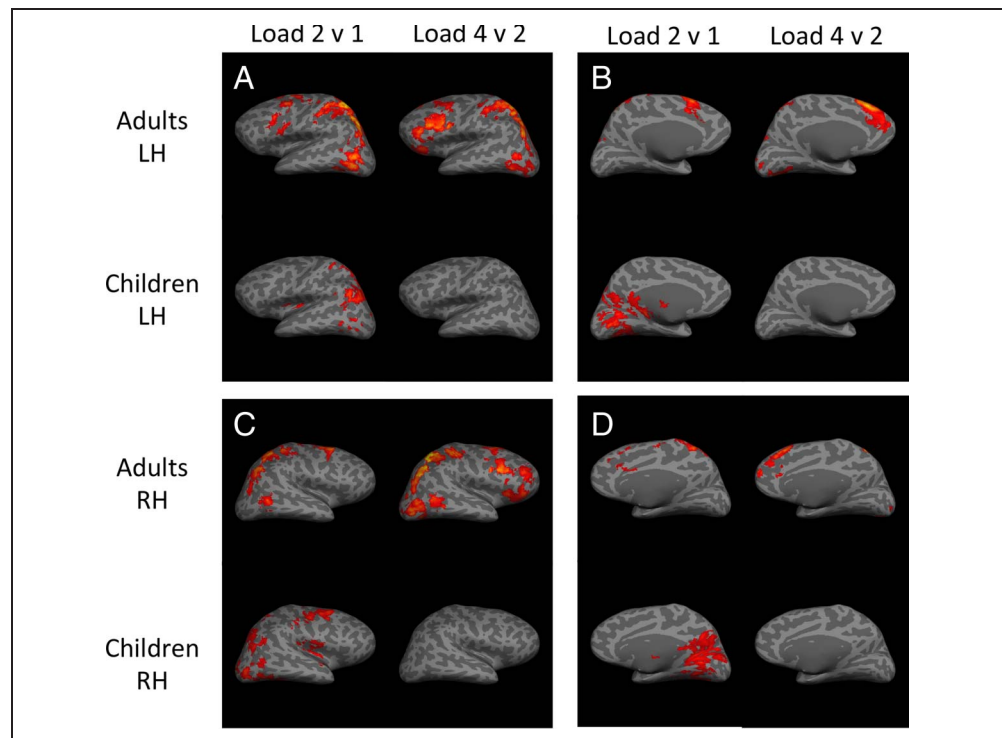 Load 2 v 1 Load 4 v 2 Load 2 v 1 Load 4 v 2
A B
Adults
LH
Children
LH
C D
Adults
RH
Children
RH